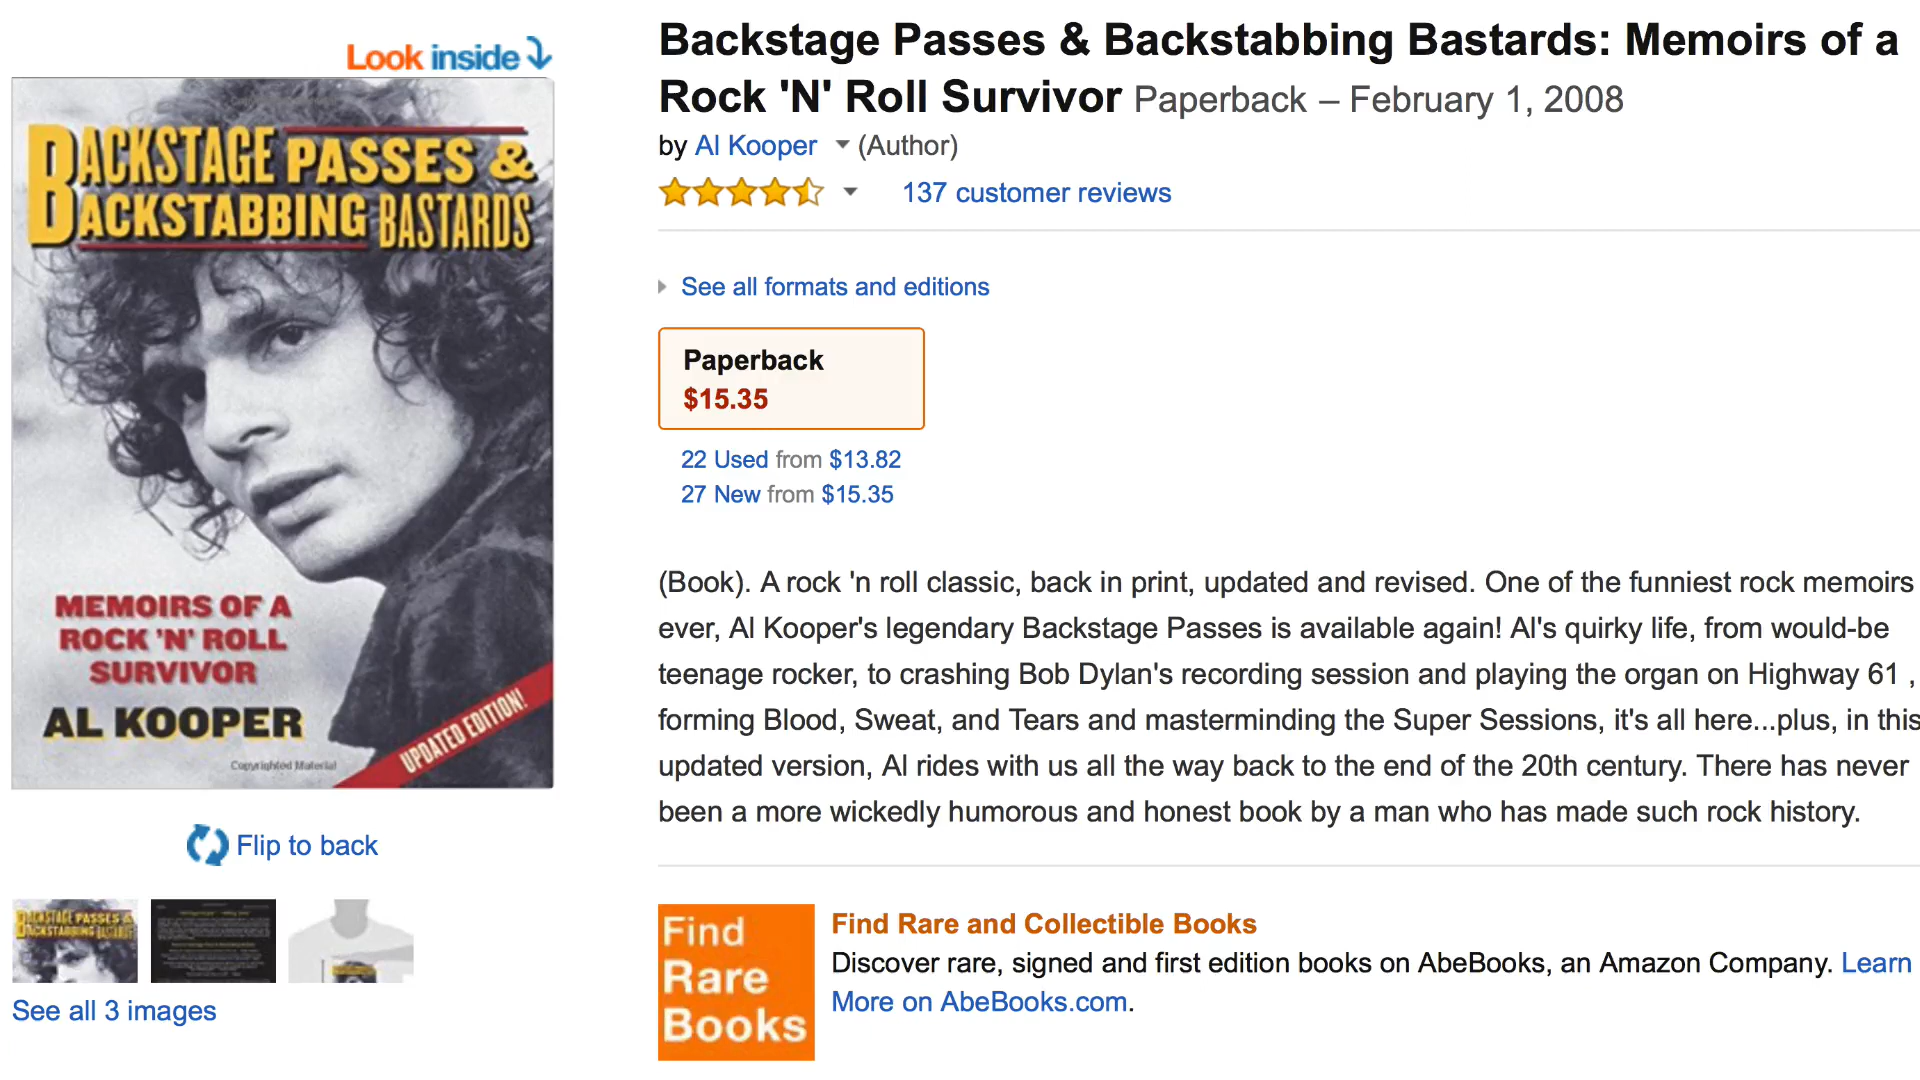 Look inside
BACKSTAGE PASSES &
BACKSTABBING BASTARDS
MEMOIRS OF A
ROCK 'N' ROLL
SURVIVOR
AL KOOPER
UPDATED EDITION!
Copyrighted Material
Flip to back
BACKSTAGE PASSES &
BACKSTABBING BASTARDS
See all 3 images
Backstage Passes & Backstabbing Bastards: Memoirs of a
Rock 'N' Roll Survivor Paperback – February 1, 2008
by Al Kooper (Author)
137 customer reviews
See all formats and editions
Paperback
$15.35
22 Used from $13.82
27 New from $15.35
(Book). A rock 'n roll classic, back in print, updated and revised. One of the funniest rock memoirs
ever, Al Kooper's legendary Backstage Passes is available again! Al's quirky life, from would-be
teenage rocker, to crashing Bob Dylan's recording session and playing the organ on Highway 61 ,
forming Blood, Sweat, and Tears and masterminding the Super Sessions, it's all here...plus, in this
updated version, Al rides with us all the way back to the end of the 20th century. There has never
been a more wickedly humorous and honest book by a man who has made such rock history.
Find
Rare
Books
Find Rare and Collectible Books
Discover rare, signed and first edition books on AbeBooks, an Amazon Company. Learn
More on AbeBooks.com.